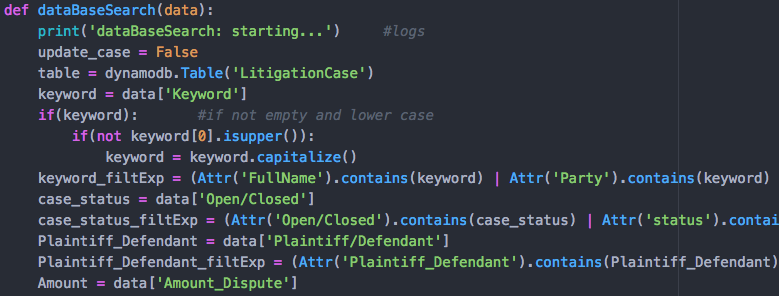 def dataBaseSearch(data):
    print('dataBaseSearch: starting...')     #logs
    update_case = False
    table = dynamodb.Table('LitigationCase')
    keyword = data['Keyword']
    if(keyword):       #if not empty and lower case
        if(not keyword[0].isupper()):
            keyword = keyword.capitalize()
    keyword_filtExp = (Attr('FullName').contains(keyword) | Attr('Party').contains(keyword)
    case_status = data['Open/Closed']
    case_status_filtExp = (Attr('Open/Closed').contains(case_status) | Attr('status').contai
    Plaintiff_Defendant = data['Plaintiff/Defendant']
    Plaintiff_Defendant_filtExp = (Attr('Plaintiff_Defendant').contains(Plaintiff_Defendant)
    Amount = data['Amount_Dispute']